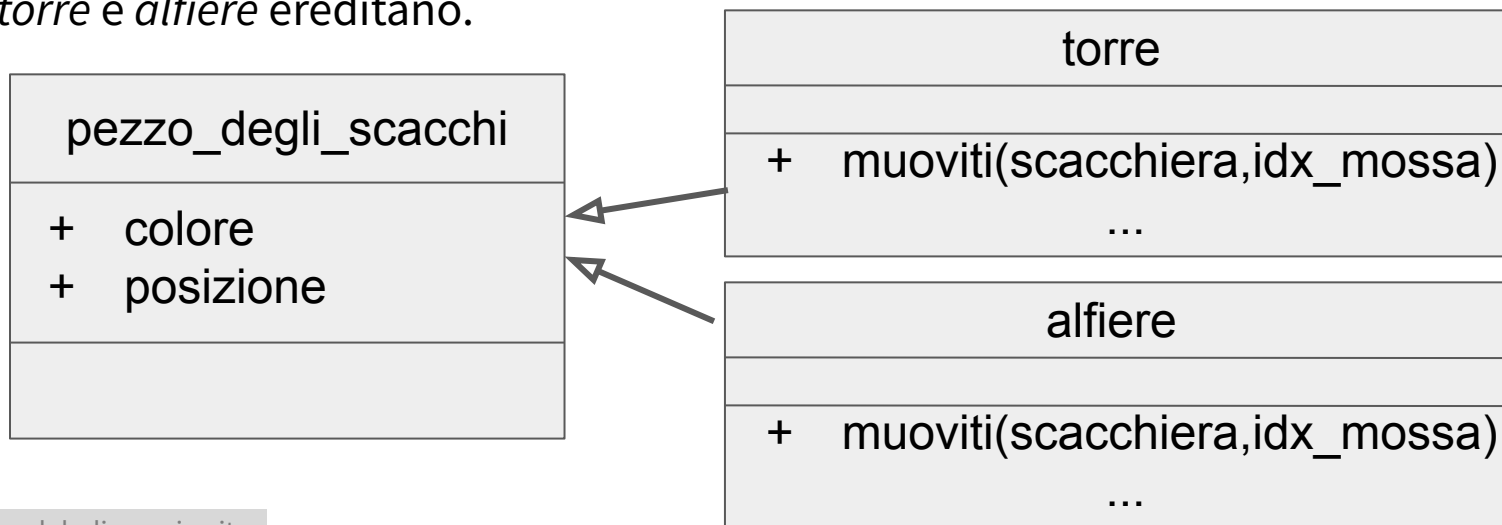 torre e alfiere ereditano.
pezzo_degli_scacchi
+ colore
+ posizione
torre
+ muoviti(scacchiera,idx_mossa)
...
alfiere
+ muoviti(scacchiera,idx_mossa)
...